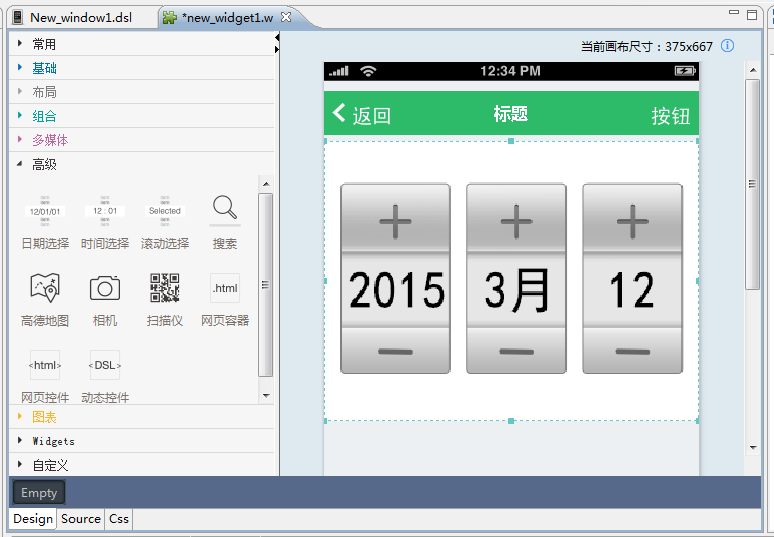 New_window1.dsl
*new_widget1.w
常用
基础
布局
组合
多媒体
高级
12/01/01
12 : 01
Selected
日期选择
时间选择
滚动选择
搜素
.html
高德地图
相机
扫描仪
网页容器
<html>
<DSL>
网页控件
动态控件
图表
Widgets
自定义
当前画布尺寸：375x667
12:34 PM
返回
标题
按钮
2015
3月
12
Empty
Design
Source
Css